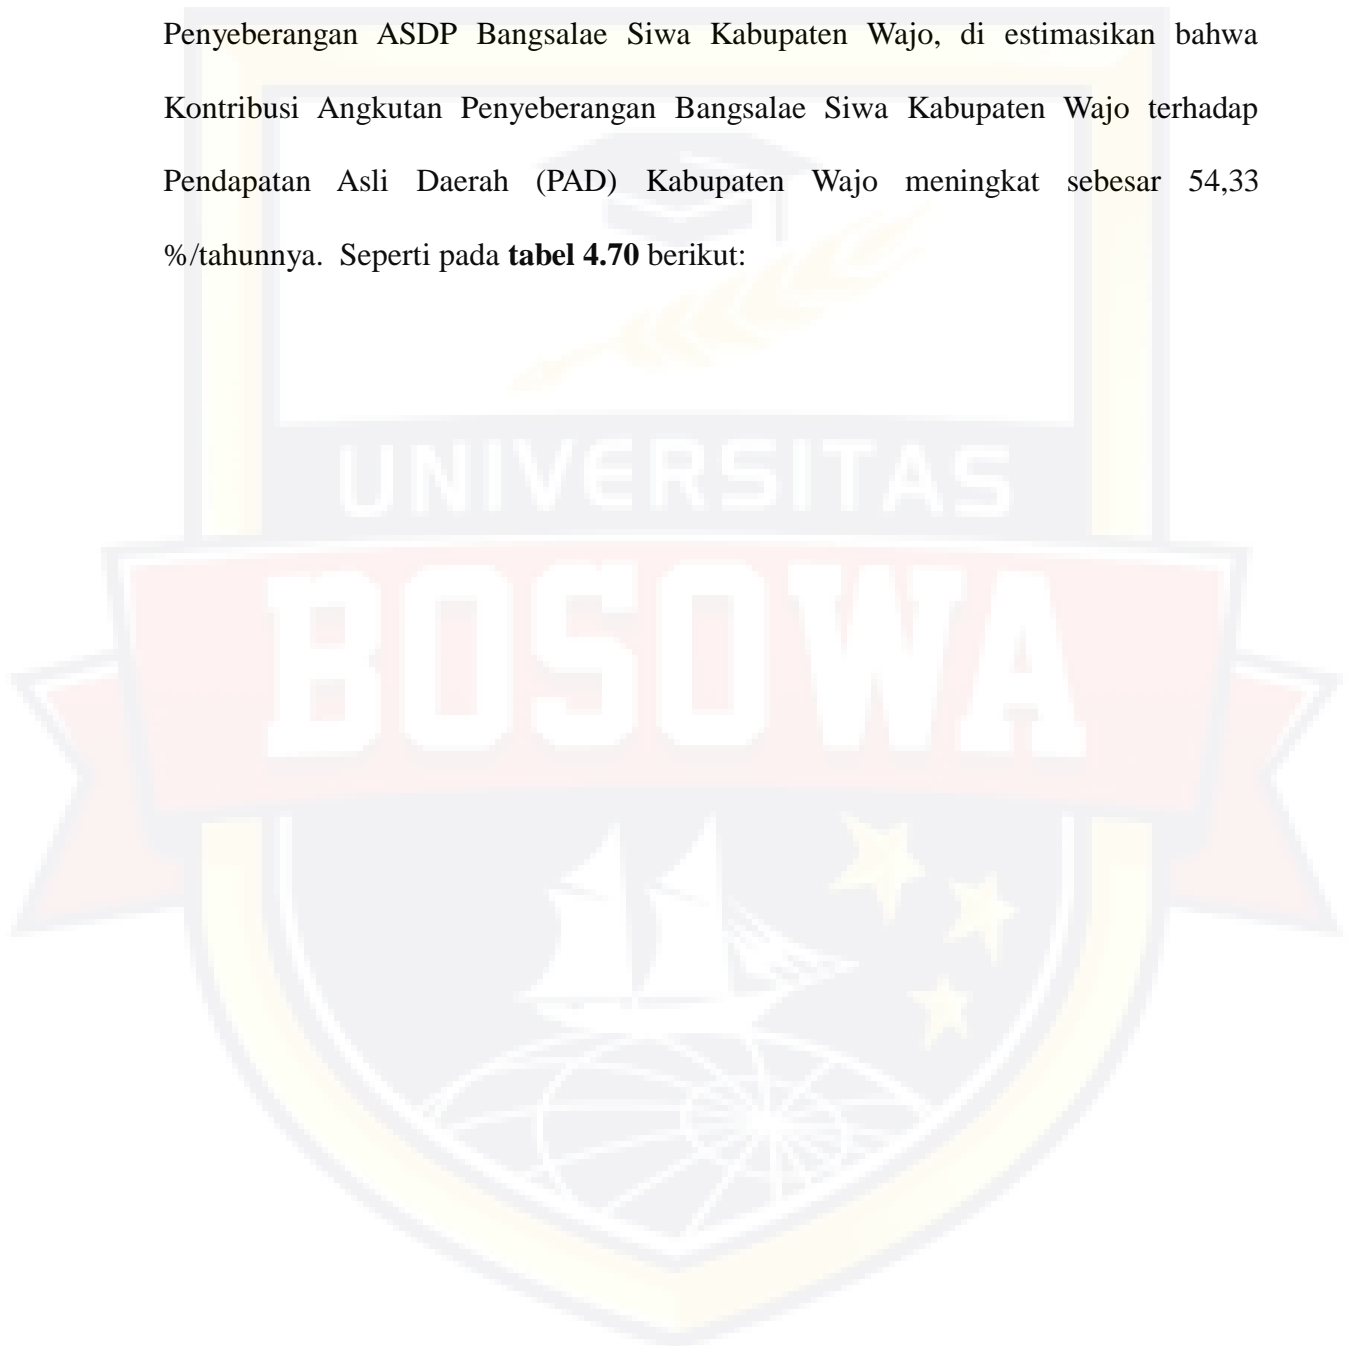 Penyeberangan ASDP Bangsalae Siwa Kabupaten Wajo, di estimasikan bahwa
Kontribusi Angkutan Penyeberangan Bangsalae Siwa Kabupaten Wajo terhadap
Pendapatan Asli Daerah (PAD) Kabupaten Wajo meningkat sebesar 54,33
%/tahunnya. Seperti pada tabel 4.70 berikut:
UNIVERSITAS
BOSOWA